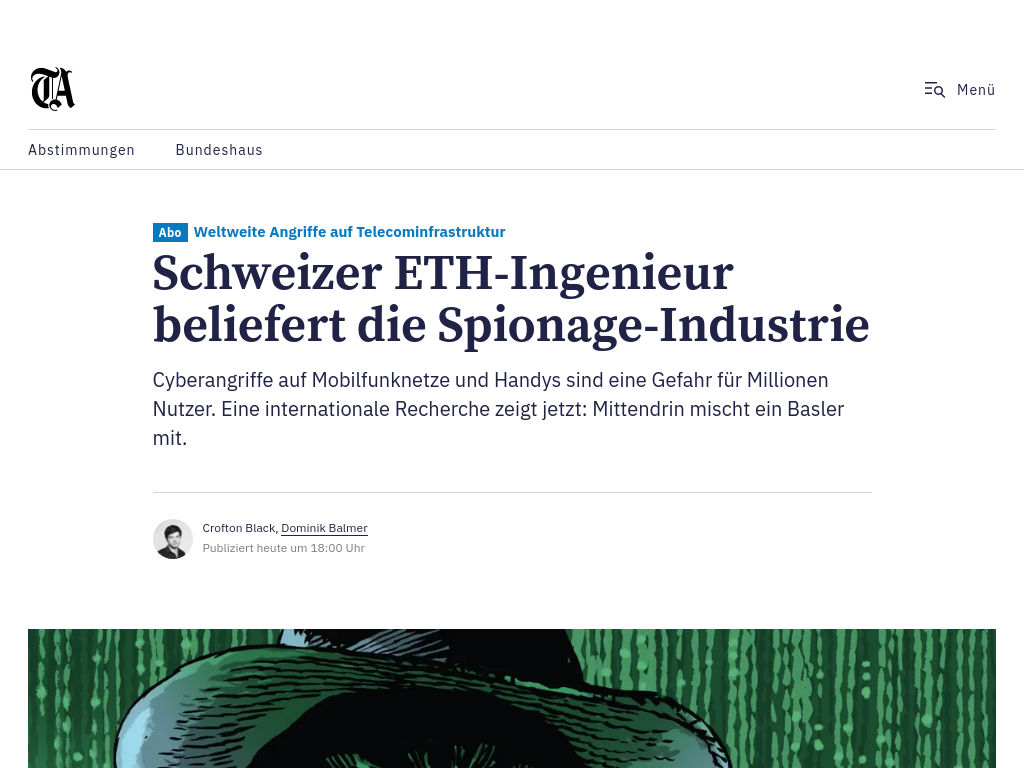 TA
Menü
Abstimmungen Bundeshaus
Abo Weltweite Angriffe auf Telecominfrastruktur
Schweizer ETH-Ingenieur
beliefert die Spionage-Industrie
Cyberangriffe auf Mobilfunknetze und Handys sind eine Gefahr für Millionen
Nutzer. Eine internationale Recherche zeigt jetzt: Mittendrin mischt ein Basler
mit.
Crofton Black, Dominik Balmer
Publiziert heute um 18:00 Uhr